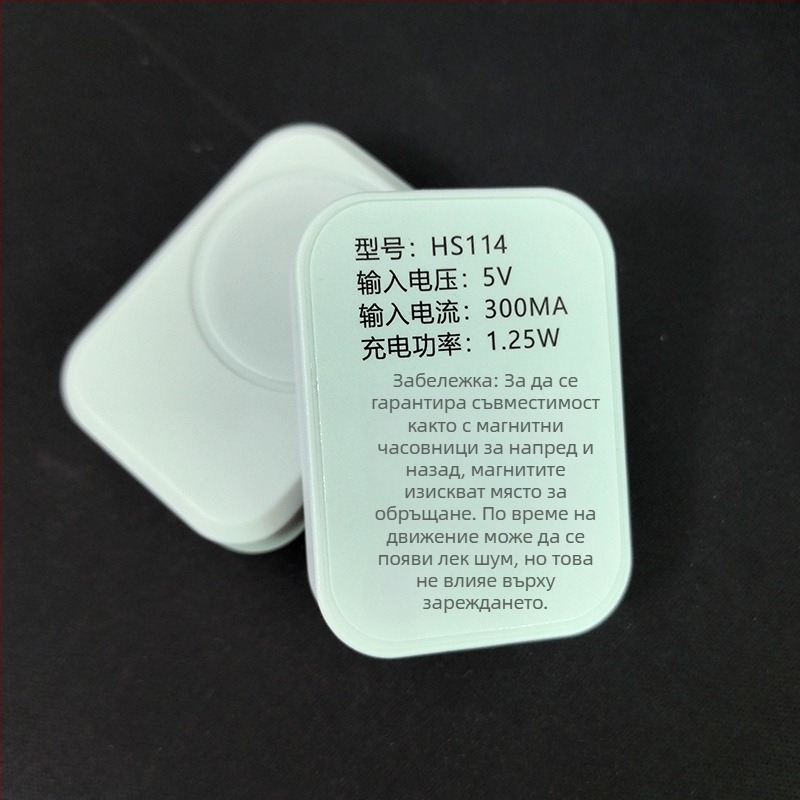 型号：HS114
输入电压：5V
输入电流：300MA
充电功率：1.25W
Забележка: За да се
гарантира съвместимост
както с магнитни
часовници за напред и
назад, магнитите
изискват място за
обръщане. По време на
движение може да се
появи лек шум, но това
не влияе върху
зареждането.